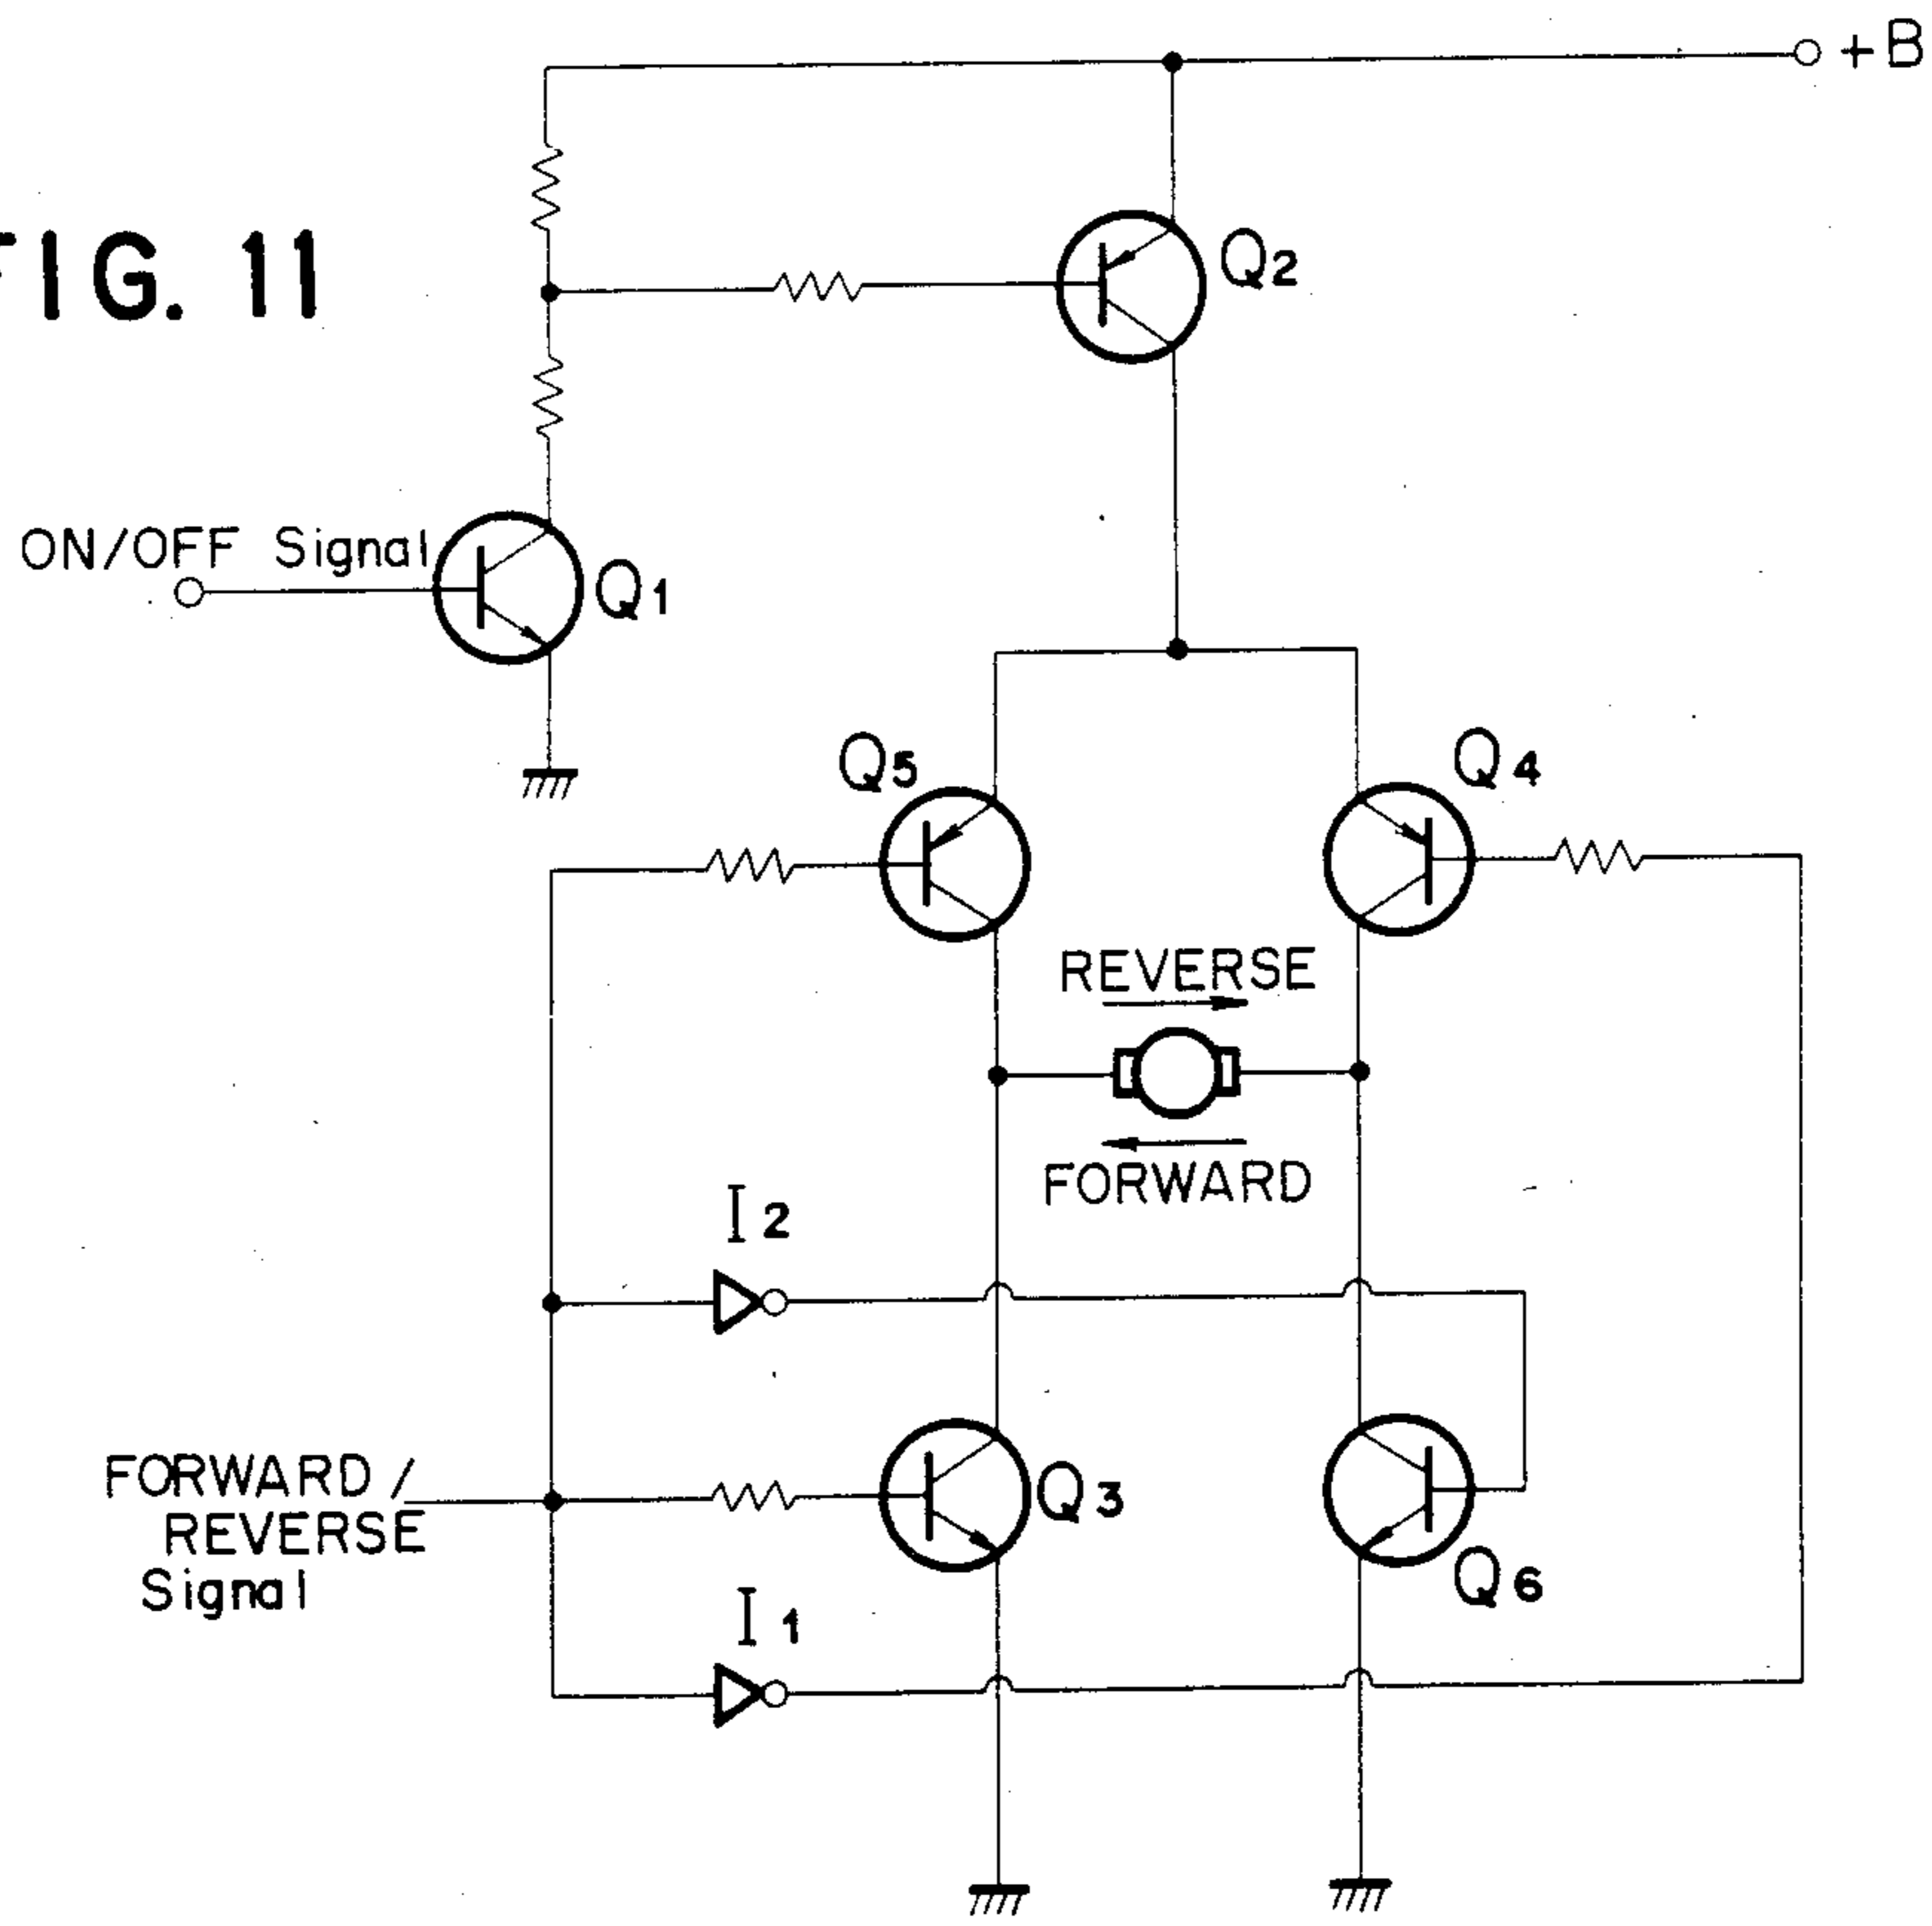 +B
FIG. 11
Q2
ON/OFF Signal
Q1
Q5
Q4
REVERSE
FORWARD
I2
FORWARD /
REVERSE
Signal
Q3
Q6
I1